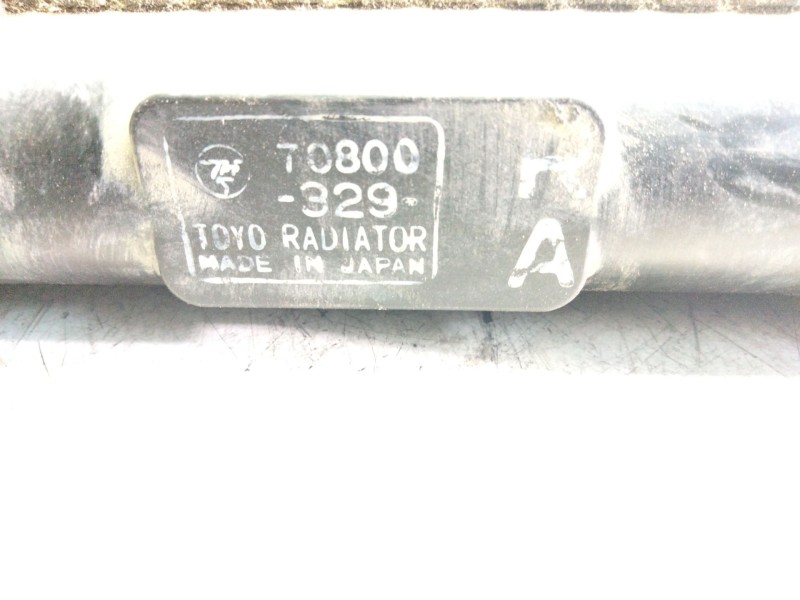 T0800
-329-
TOYO RADIATOR
MADE IN JAPAN
A